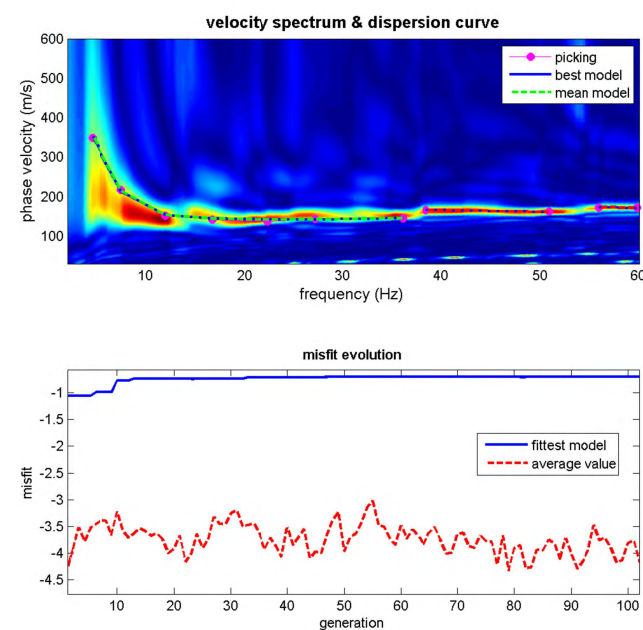 velocity spectrum & dispersion curve
600
500
400
300
200
100
phase velocity (m/s)
picking
best model
mean model
10
20
30
40
50
60
frequency (Hz)
misfit evolution
-1
-1.5
-2
-2.5
-3
-3.5
-4
-4.5
misfit
fittest model
average value
10
20
30
40
50
60
70
80
90
100
generation